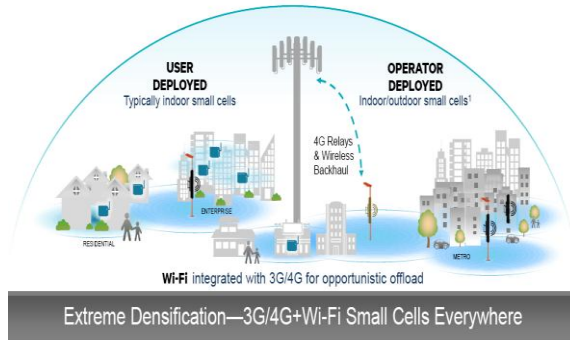 USER
DEPLOYED
Typically indoor small cells
OPERATOR
DEPLOYED
Indoor/outdoor small cells¹
4G Relays
& Wireless
Backhaul
ENTERPRISE
RESIDENTIAL
METRO
Wi-Fi integrated with 3G/4G for opportunistic offload
Extreme Densification—3G/4G+Wi-Fi Small Cells Everywhere